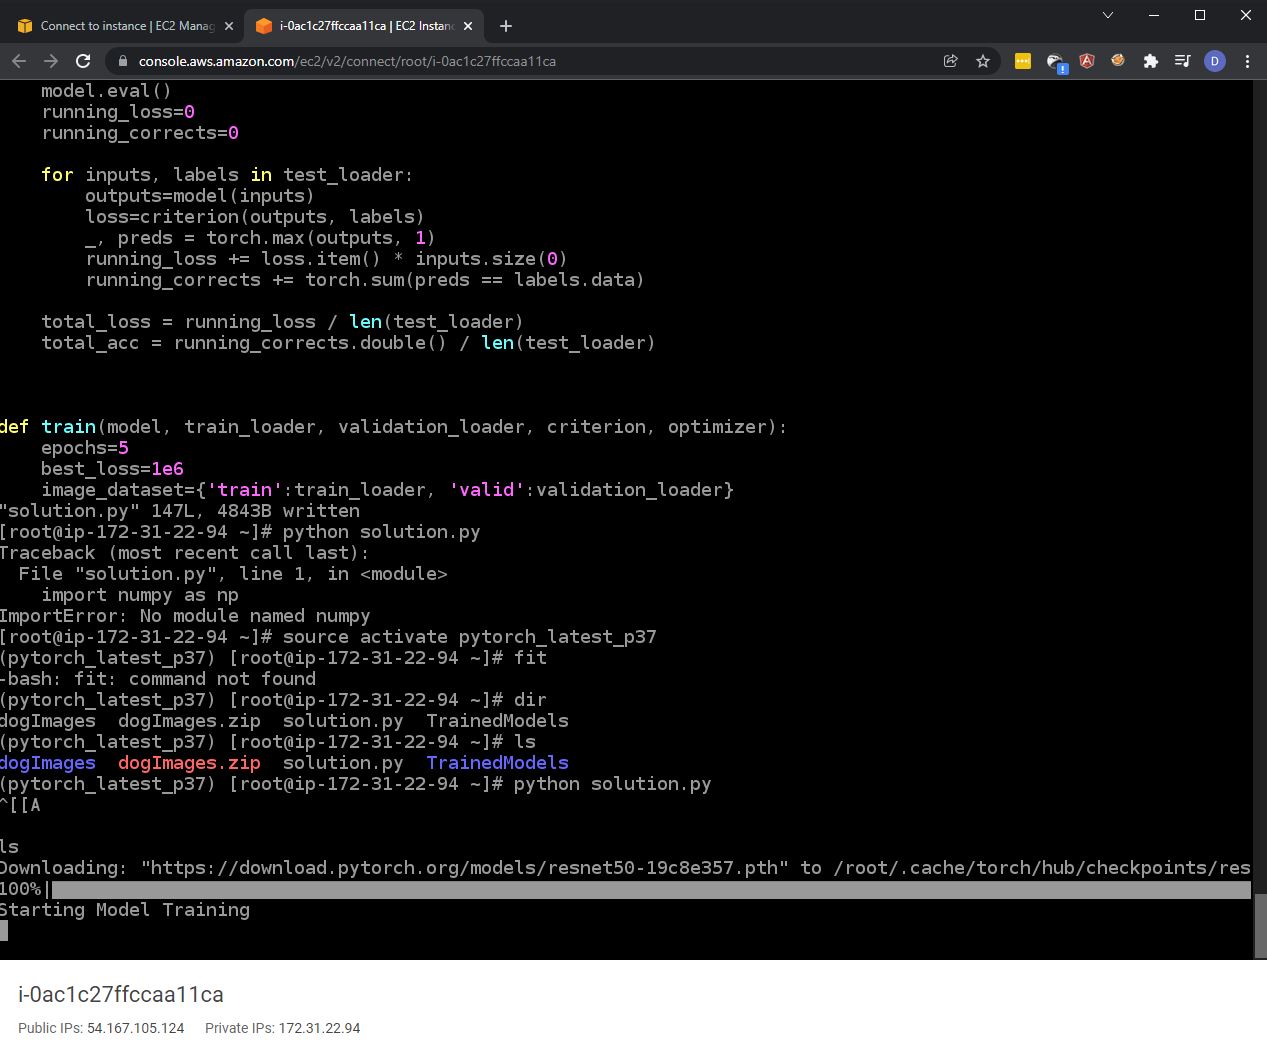 Connect to instance | EC2 Manag
i-0ac1c27ffccaa11ca | EC2 Instanc
console.aws.amazon.com/ec2/v2/connect/root/i-0ac1c27ffccaa11ca
D
    model.eval()
    running_loss=0
    running_corrects=0
    for inputs, labels in test_loader:
        outputs=model(inputs)
        loss=criterion(outputs, labels)
        _, preds = torch.max(outputs, 1)
        running_loss += loss.item() * inputs.size(0)
        running_corrects += torch.sum(preds == labels.data)
    total_loss = running_loss / len(test_loader)
    total_acc = running_corrects.double() / len(test_loader)
def train(model, train_loader, validation_loader, criterion, optimizer):
    epochs=5
    best_loss=1e6
    image_dataset={'train':train_loader, 'valid':validation_loader}
"solution.py" 147L, 4843B written
[root@ip-172-31-22-94 ~]# python solution.py
Traceback (most recent call last):
  File "solution.py", line 1, in <module>
    import numpy as np
ImportError: No module named numpy
[root@ip-172-31-22-94 ~]# source activate pytorch_latest_p37
(pytorch_latest_p37) [root@ip-172-31-22-94 ~]# fit
-bash: fit: command not found
(pytorch_latest_p37) [root@ip-172-31-22-94 ~]# dir
dogImages  dogImages.zip  solution.py  TrainedModels
(pytorch_latest_p37) [root@ip-172-31-22-94 ~]# ls
dogImages  dogImages.zip  solution.py  TrainedModels
(pytorch_latest_p37) [root@ip-172-31-22-94 ~]# python solution.py
^[[A
ls
Downloading: "https://download.pytorch.org/models/resnet50-19c8e357.pth" to /root/.cache/torch/hub/checkpoints/res
100%|
Starting Model Training
i-0ac1c27ffccaa11ca
Public IPs: 54.167.105.124 Private IPs: 172.31.22.94